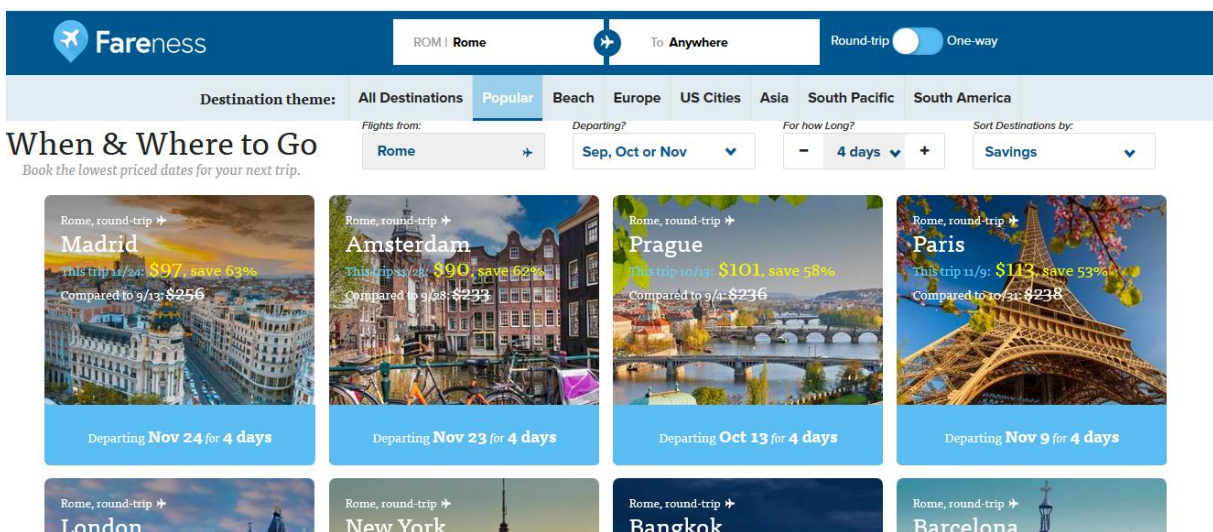 Fareness
ROM | Rome
To Anywhere
Round-trip
One-way
Destination theme:
All Destinations
Popular
Beach
Europe
US Cities
Asia
South Pacific
South America
When & Where to Go
Book the lowest priced dates for your next trip.
Flights from:
Rome
Departing?
Sep, Oct or Nov
For how Long?
- 4 days +
Sort Destinations by:
Savings
Rome, round-trip
Madrid
This trip 11/24: $97, save 63%
Compared to 9/13: $256
Departing Nov 24 for 4 days
Rome, round-trip
Amsterdam
This trip 11/23: $90, save 62%
Compared to 9/28: $233
Departing Nov 23 for 4 days
Rome, round-trip
Prague
This trip 10/13: $101, save 58%
Compared to 9/4: $236
Departing Oct 13 for 4 days
Rome, round-trip
Paris
This trip 11/9: $113, save 53%
Compared to 10/31: $238
Departing Nov 9 for 4 days
Rome, round-trip
London
Rome, round-trip
New York
Rome, round-trip
Bangkok
Rome, round-trip
Barcelona